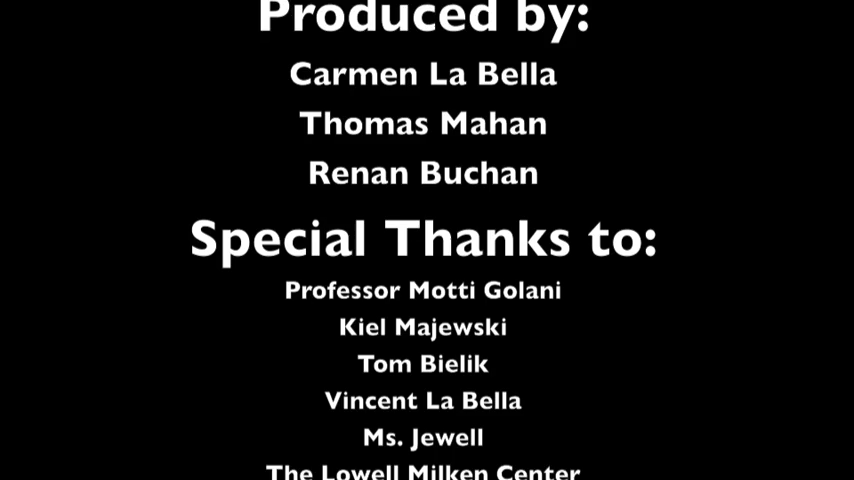 Produced by:
Carmen La Bella
Thomas Mahan
Renan Buchan
Special Thanks to:
Professor Motti Golani
Kiel Majewski
Tom Bielik
Vincent La Bella
Ms. Jewell
The Lowell Milken Center